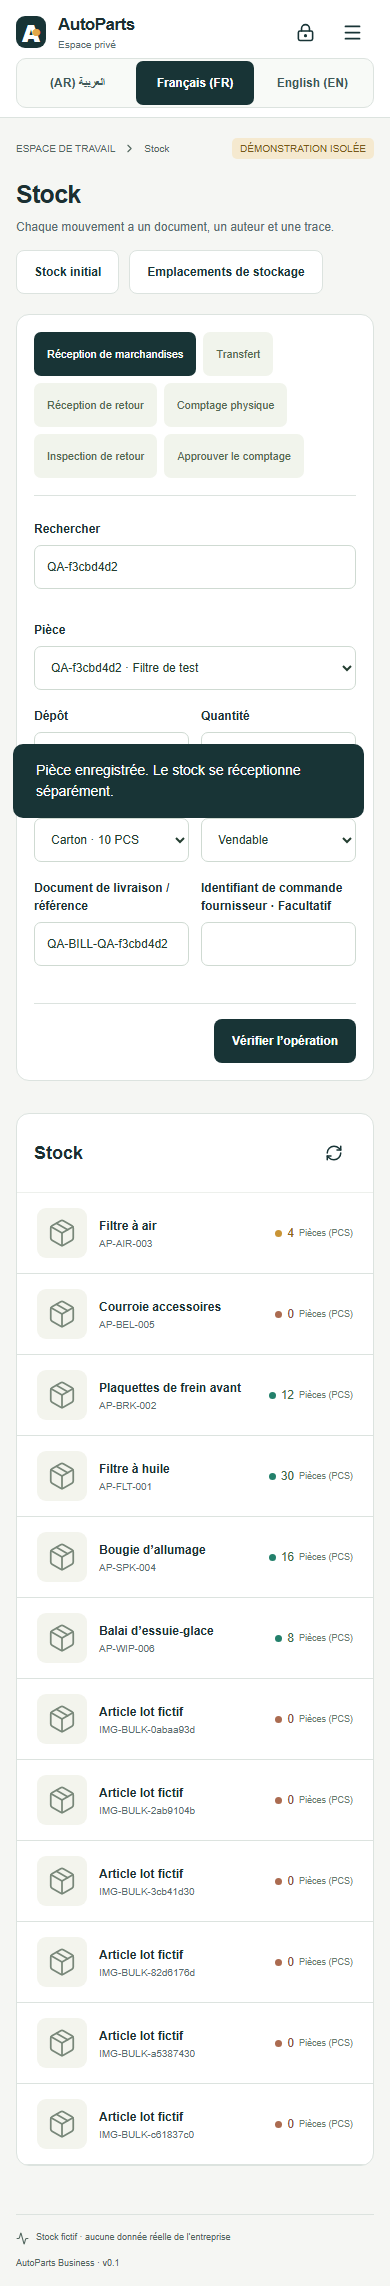 AutoParts
Espace privé
العربية (AR)
Français (FR)
English (EN)
ESPACE DE TRAVAIL
Stock
DÉMONSTRATION ISOLÉE
Stock
Chaque mouvement a un document, un auteur et une trace.
Stock initial
Emplacements de stockage
Réception de marchandises
Transfert
Réception de retour
Comptage physique
Inspection de retour
Approuver le comptage
Rechercher
QA-f3cbd4d2
Pièce
QA-f3cbd4d2 · Filtre de test
Dépôt
Quantité
Pièce enregistrée. Le stock se réceptionne
séparément.
Carton · 10 PCS
Vendable
Document de livraison /
référence
Identifiant de commande
fournisseur · Facultatif
QA-BILL-QA-f3cbd4d2
Vérifier l’opération
Stock
Filtre à air
AP-AIR-003
4 Pièces (PCS)
Courroie accessoires
AP-BEL-005
0 Pièces (PCS)
Plaquettes de frein avant
AP-BRK-002
12 Pièces (PCS)
Filtre à huile
AP-FLT-001
30 Pièces (PCS)
Bougie d’allumage
AP-SPK-004
16 Pièces (PCS)
Balai d’essuie-glace
AP-WIP-006
8 Pièces (PCS)
Article lot fictif
IMG-BULK-0abaa93d
0 Pièces (PCS)
Article lot fictif
IMG-BULK-2ab9104b
0 Pièces (PCS)
Article lot fictif
IMG-BULK-3cb41d30
0 Pièces (PCS)
Article lot fictif
IMG-BULK-82d6176d
0 Pièces (PCS)
Article lot fictif
IMG-BULK-a5387430
0 Pièces (PCS)
Article lot fictif
IMG-BULK-c61837c0
0 Pièces (PCS)
Stock fictif · aucune donnée réelle de l’entreprise
AutoParts Business · v0.1